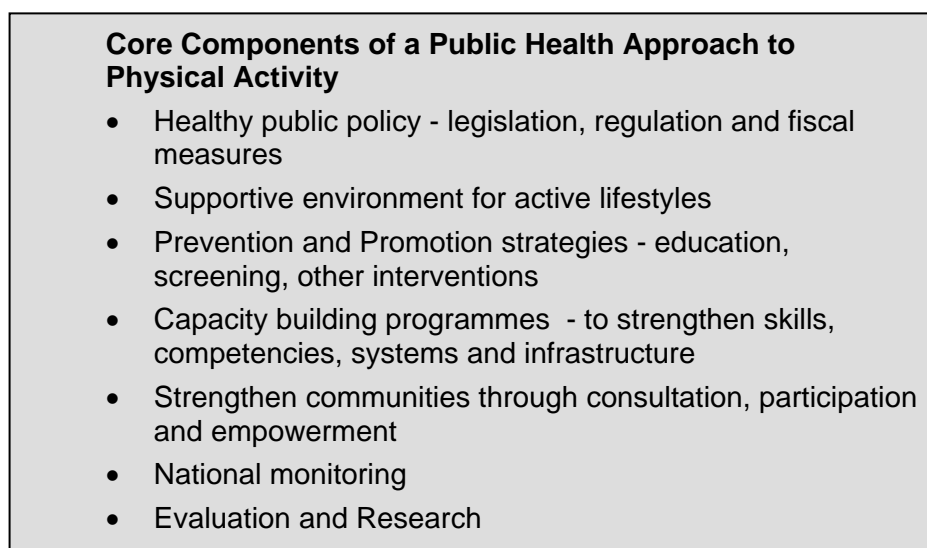 Core Components of a Public Health Approach to
Physical Activity
• Healthy public policy - legislation, regulation and fiscal
measures
• Supportive environment for active lifestyles
• Prevention and Promotion strategies - education,
screening, other interventions
• Capacity building programmes  - to strengthen skills,
competencies, systems and infrastructure
• Strengthen communities through consultation, participation
and empowerment
• National monitoring
• Evaluation and Research